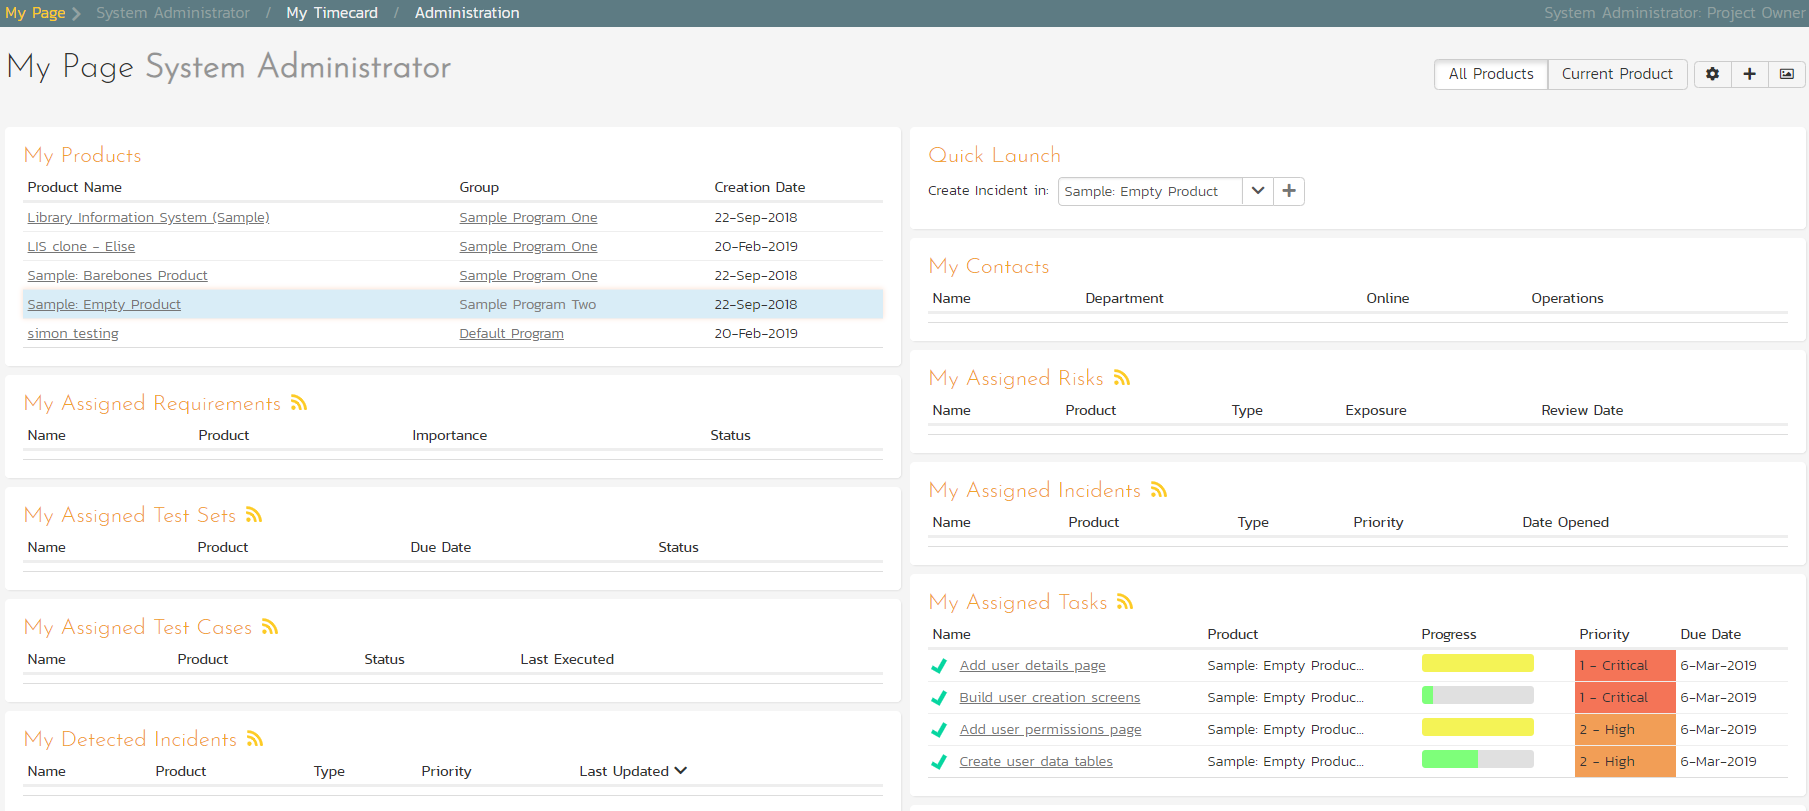 My Page System Administrator / My Timecard / Administration System Administrator: Project Owner
My Page System Administrator
All Products Current Product
My Products
Product Name Group Creation Date
Library Information System (Sample) Sample Program One 22-Sep-2018
LIS clone - Elise Sample Program One 20-Feb-2019
Sample: Barebones Product Sample Program One 22-Sep-2018
Sample: Empty Product Sample Program Two 22-Sep-2018
simon testing Default Program 20-Feb-2019
My Assigned Requirements
Name Product Importance Status
My Assigned Test Sets
Name Product Due Date Status
My Assigned Test Cases
Name Product Status Last Executed
My Detected Incidents
Name Product Type Priority Last Updated
Quick Launch
Create Incident in: Sample: Empty Product
My Contacts
Name Department Online Operations
My Assigned Risks
Name Product Type Exposure Review Date
My Assigned Incidents
Name Product Type Priority Date Opened
My Assigned Tasks
Name Product Progress Priority Due Date
Add user details page Sample: Empty Produc... 1 - Critical 6-Mar-2019
Build user creation screens Sample: Empty Produc... 1 - Critical 6-Mar-2019
Add user permissions page Sample: Empty Produc... 2 - High 6-Mar-2019
Create user data tables Sample: Empty Produc... 2 - High 6-Mar-2019